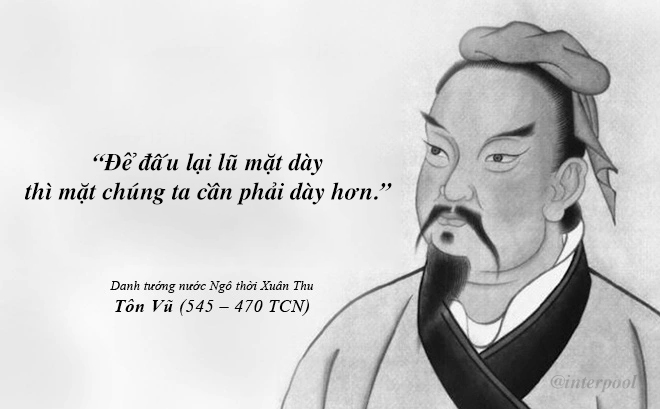 “Để đấu lại lũ mặt dày
thì mặt chúng ta cần phải dày hơn.”
Danh tướng nước Ngô thời Xuân Thu
Tôn Vũ (545 – 470 TCN)
@interpool